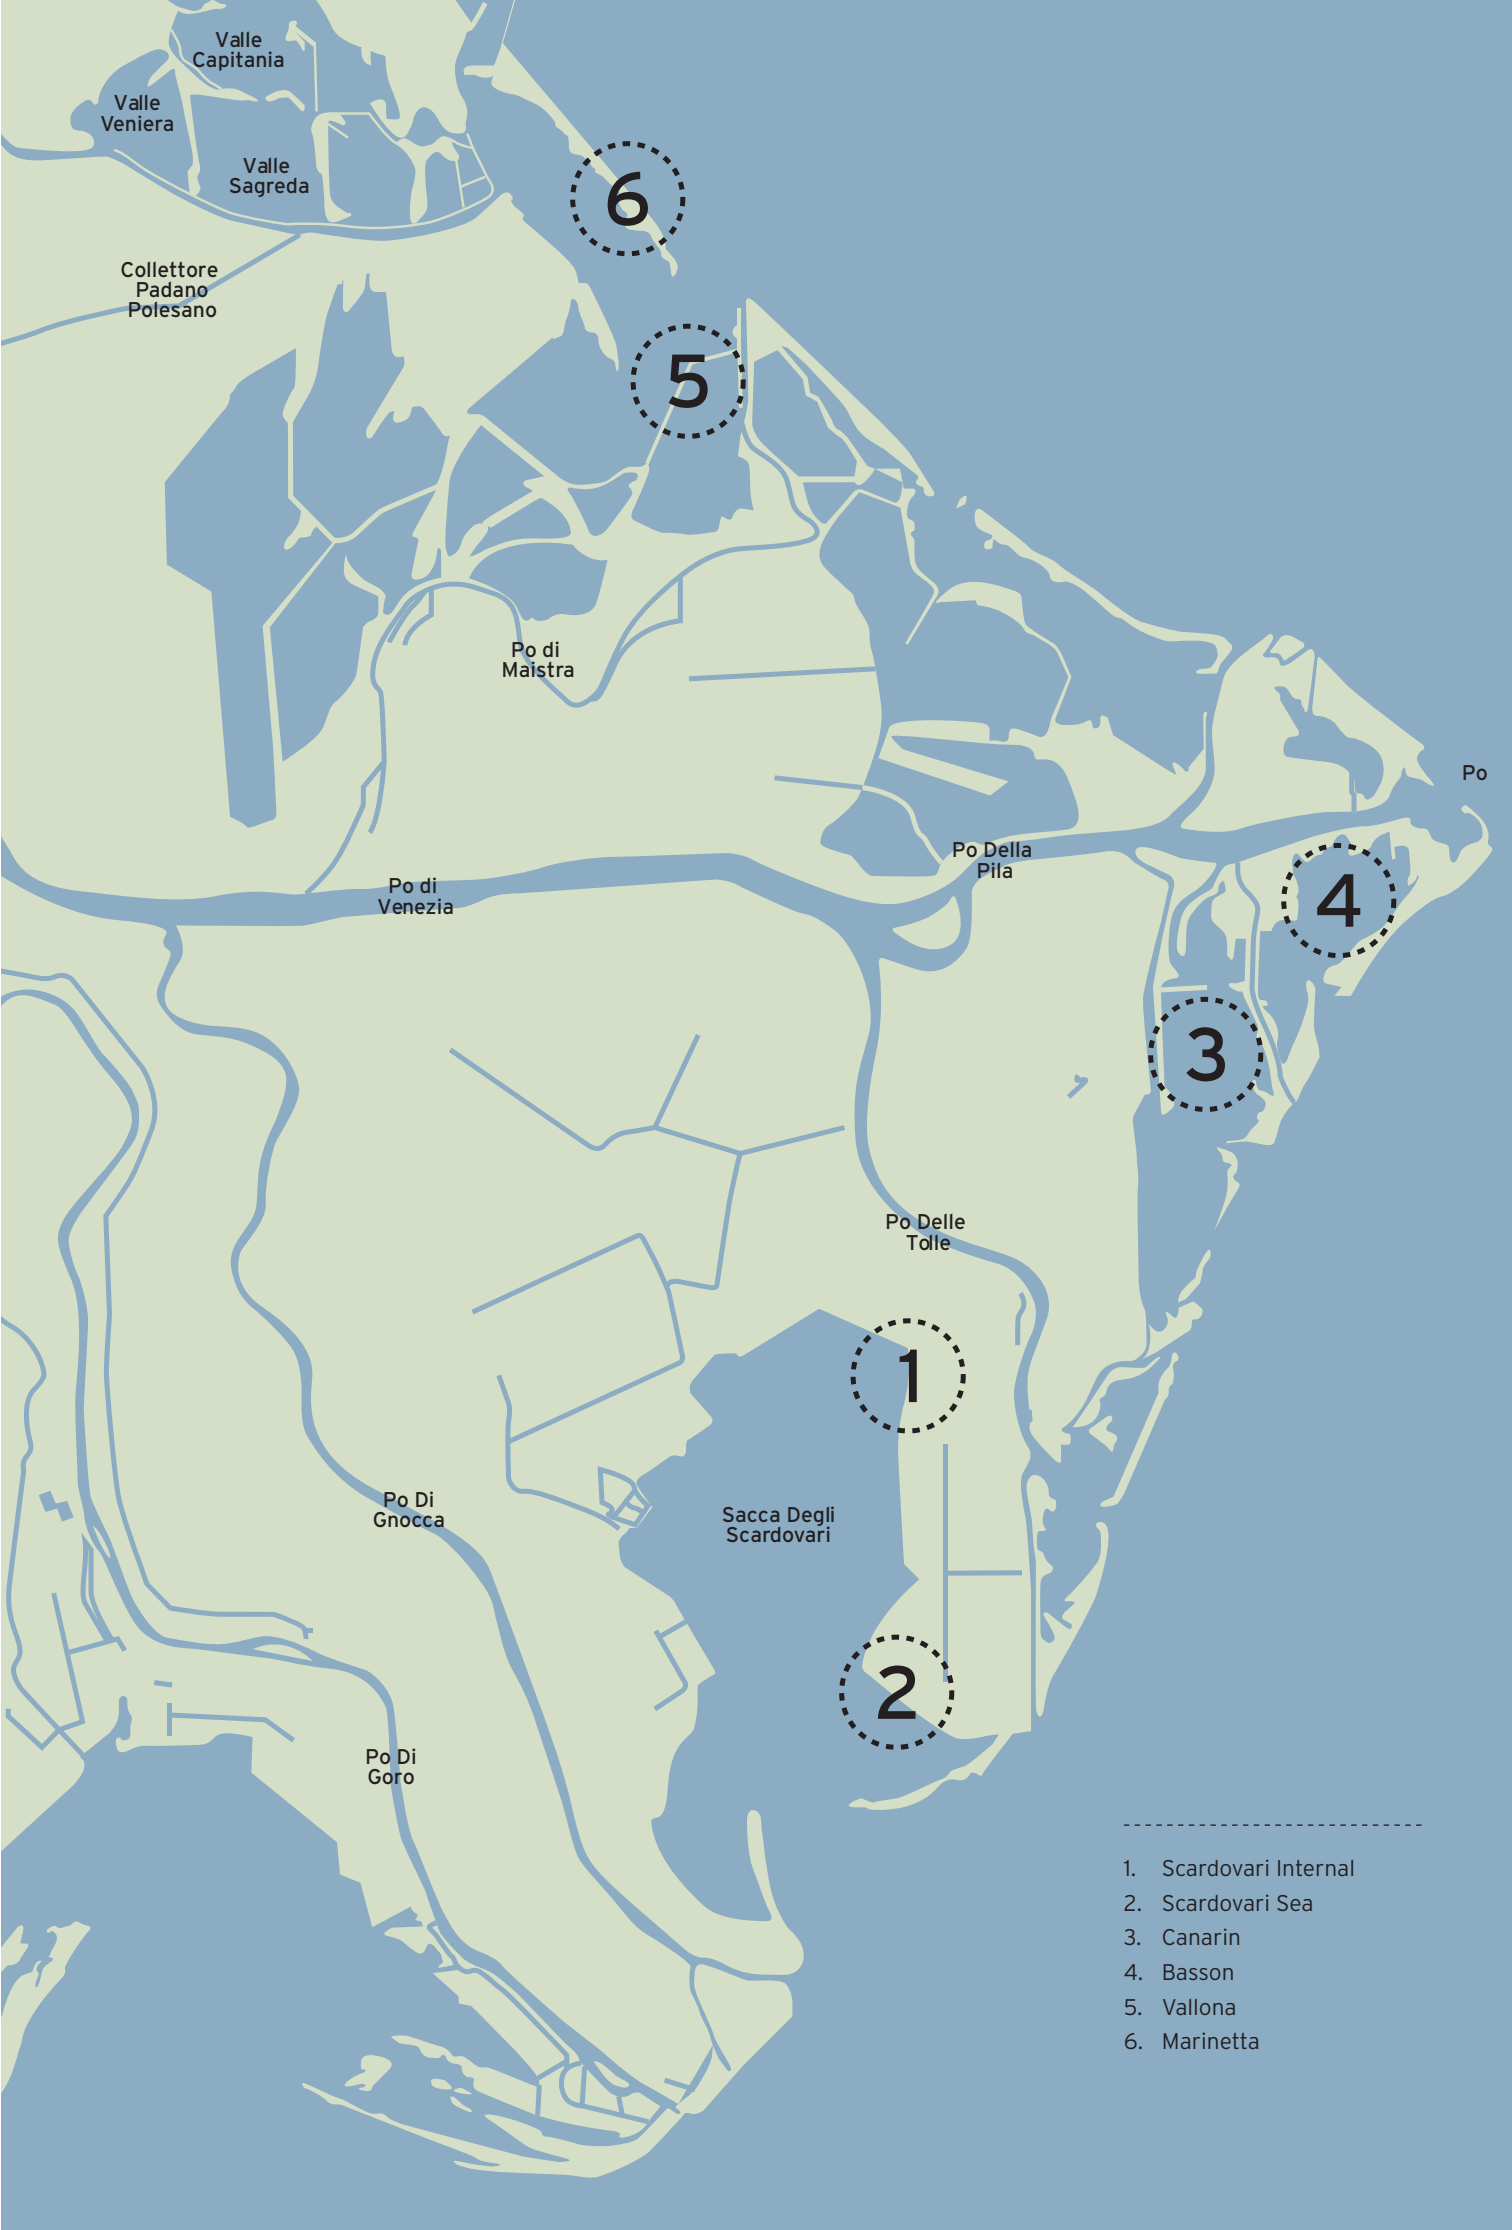 Valle
Capitania
Valle
Veniera
Valle
Sagreda
6
Collettore
Padano
Polesano
5
Po di
Maistra
Po
Po Della
Pila
Po di
Venezia
4
3
Po Delle
Tolle
1
Po Di
Gnocca
Sacca Degli
Scardovari
2
Po Di
Goro
1. Scardovari Internal
2. Scardovari Sea
3. Canarin
4. Basson
5. Vallona
6. Marinetta